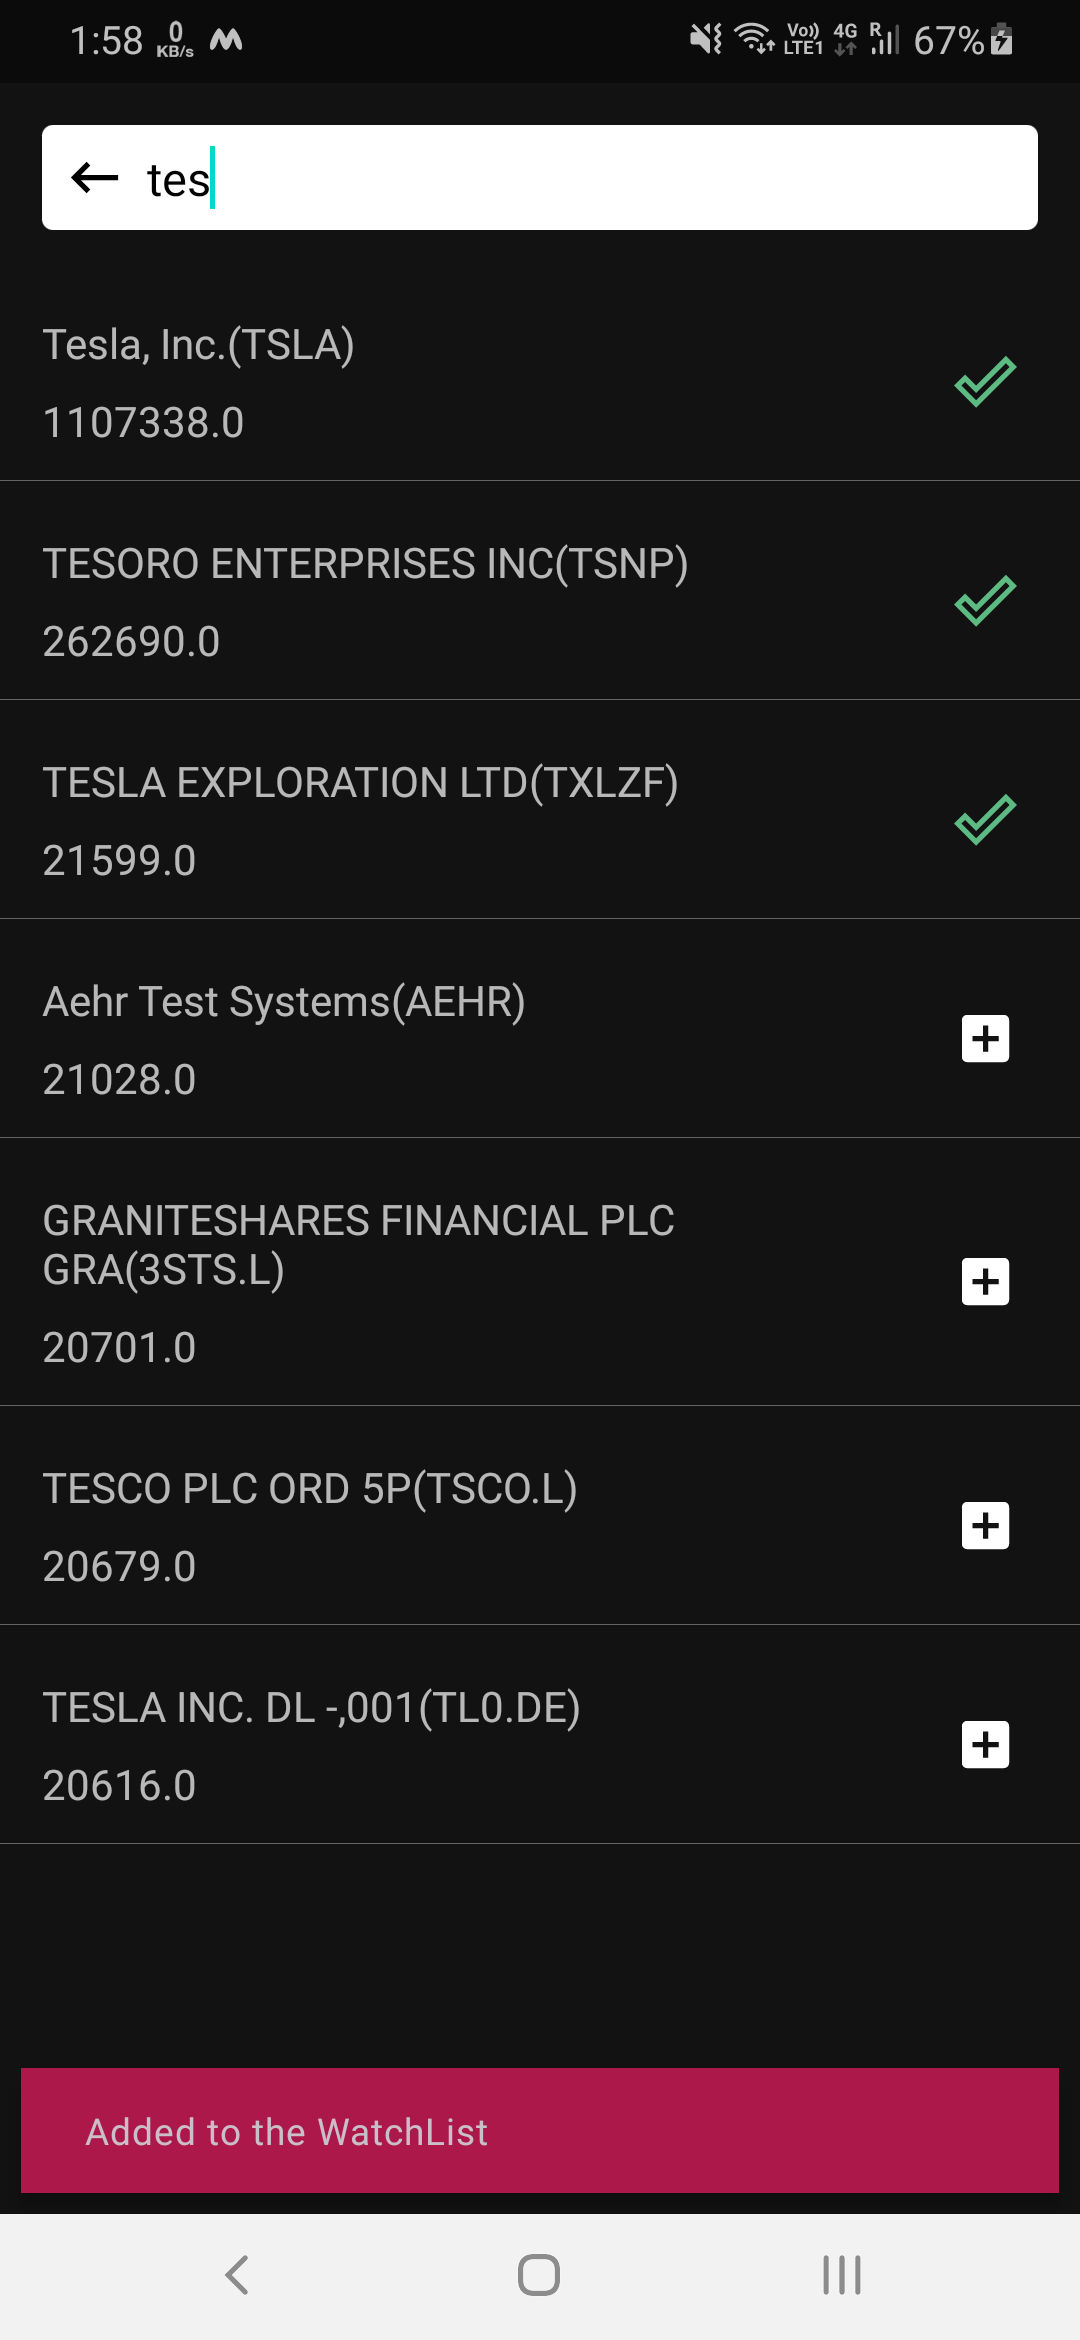 1:58 0 KB/s Vo)) LTE1 4G R 67%
tes
Tesla, Inc.(TSLA)
1107338.0
TESORO ENTERPRISES INC(TSNP)
262690.0
TESLA EXPLORATION LTD(TXLZF)
21599.0
Aehr Test Systems(AEHR)
21028.0
GRANITESHARES FINANCIAL PLC
GRA(3STS.L)
20701.0
TESCO PLC ORD 5P(TSCO.L)
20679.0
TESLA INC. DL -,001(TL0.DE)
20616.0
Added to the WatchList